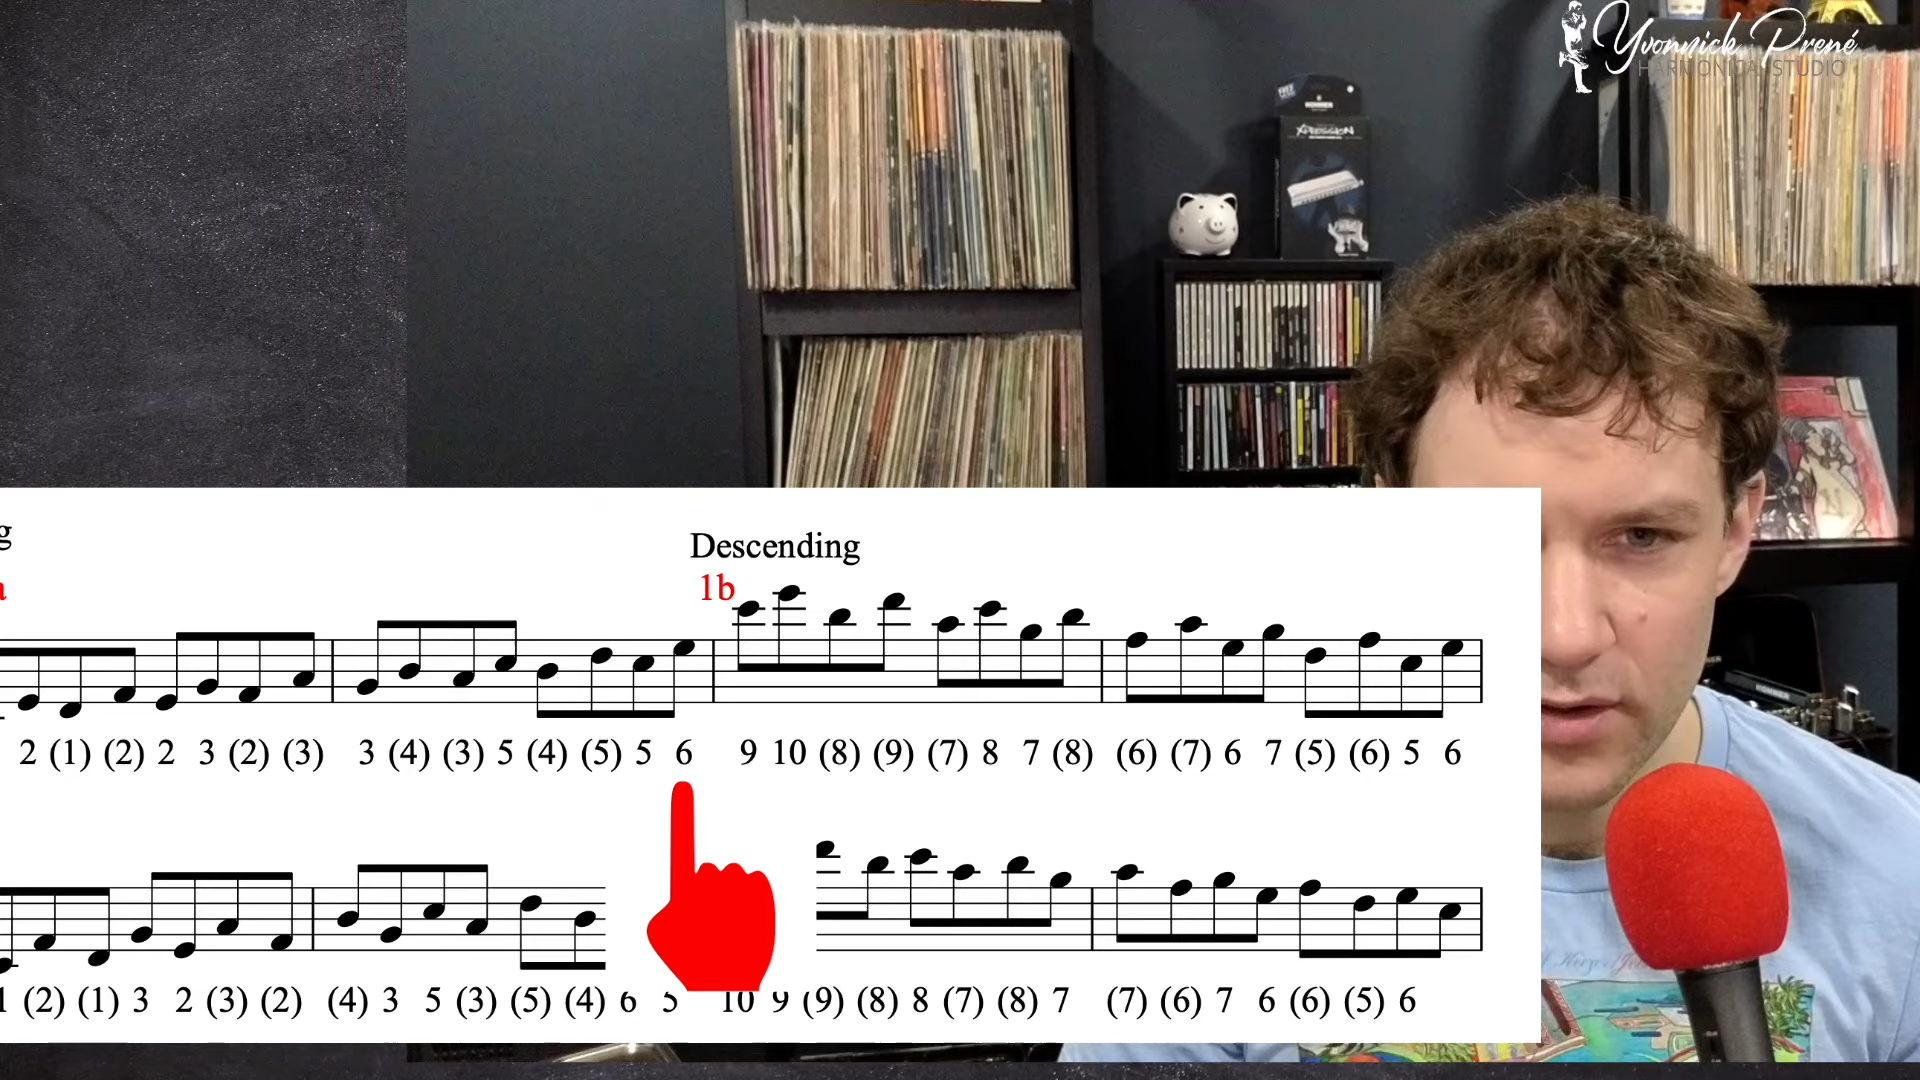 Yvonnick Prené
HARMONICA STUDIO
FREE
HOHNER
XPRESSION
g
Descending
a
1b
2 (1) (2) 2 3 (2) (3) 3 (4) (3) 5 (4) (5) 5 6 9 10 (8) (9) (7) 8 7 (8) (6) (7) 6 7 (5) (6) 5 6
1 (2) (1) 3 2 (3) (2) (4) 3 5 (3) (5) (4) 6 5 10 9 (9) (8) 8 (7) (8) 7 (7) (6) 7 6 (6) (5) 6